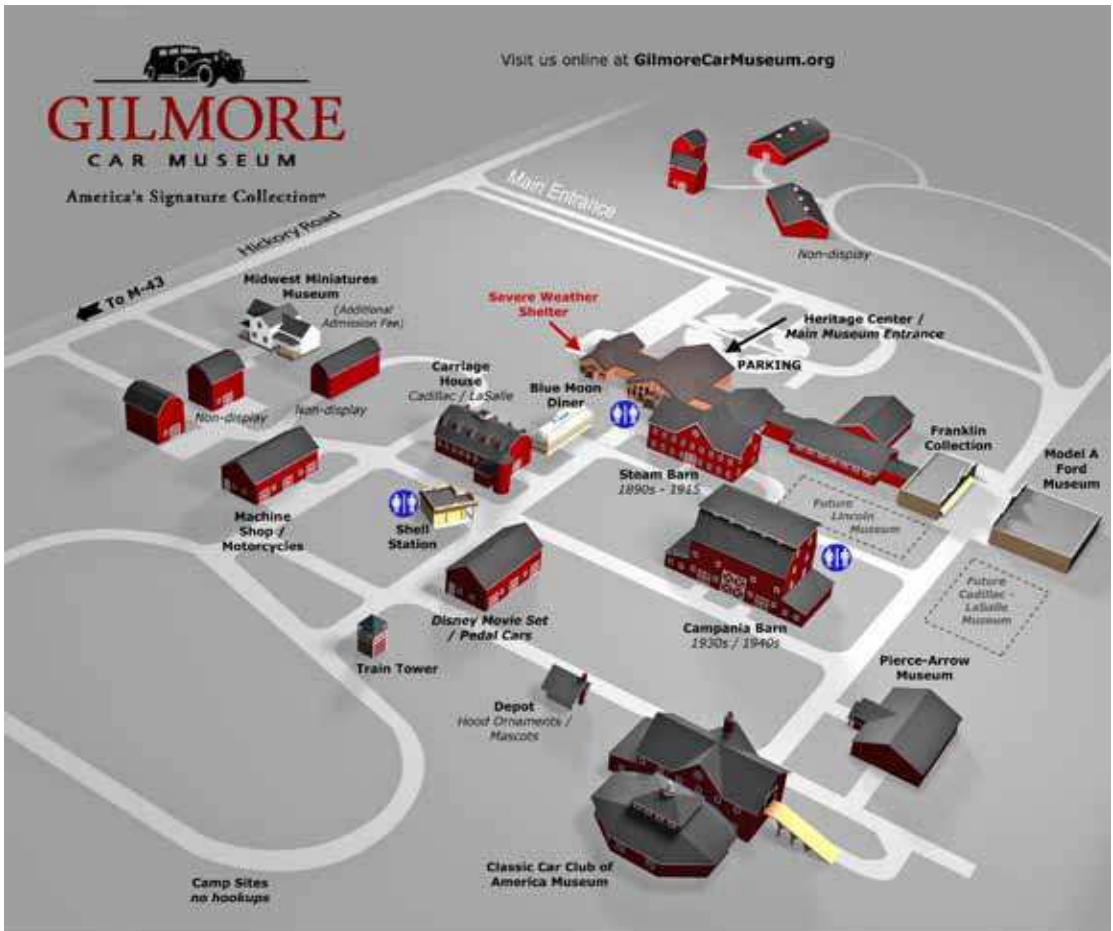 Visit us online at GilmoreCarMuseum.org
GILMORE
CAR MUSEUM
America's Signature Collection℠
Main Entrance
Hickory Road
To M-43
Non-display
Midwest Miniatures
Museum
(Additional
Admission Fee)
Severe Weather
Shelter
Heritage Center /
Main Museum Entrance
PARKING
Carriage
House
Cadillac / LaSalle
Blue Moon
Diner
Non-display
Non-display
Franklin
Collection
Model A
Ford
Museum
Steam Barn
1890s - 1915
Future
Lincoln
Museum
Machine
Shop /
Motorcycles
Shell
Station
Future
Cadillac -
LaSalle
Museum
Disney Movie Set
/ Pedal Cars
Campania Barn
1930s / 1940s
Train Tower
Pierce-Arrow
Museum
Depot
Hood Ornaments /
Mascots
Classic Car Club of
America Museum
Camp Sites
no hookups